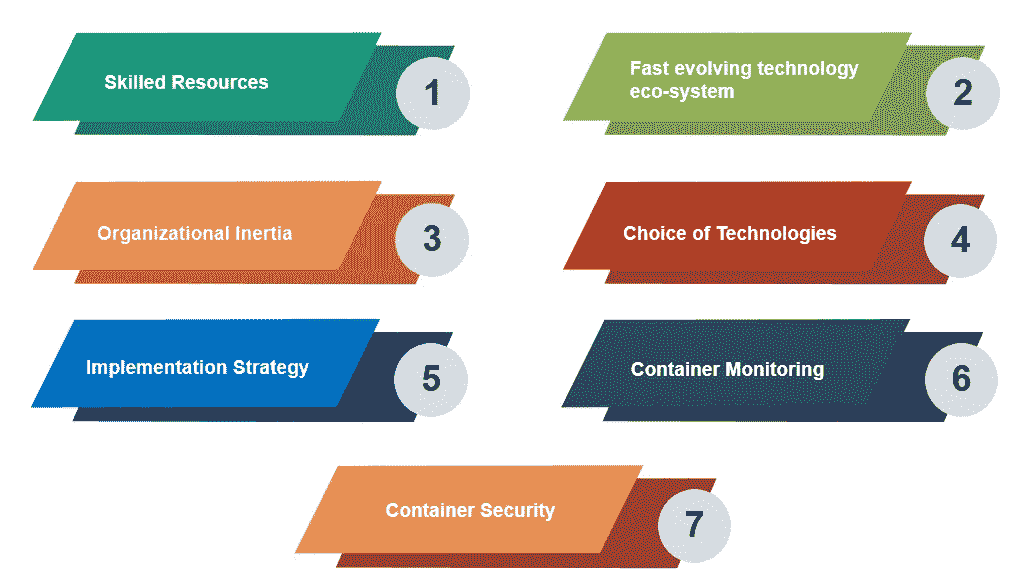 Skilled Resources
1
Fast evolving technology
eco-system
2
Organizational Inertia
3
Choice of Technologies
4
Implementation Strategy
5
Container Monitoring
6
Container Security
7